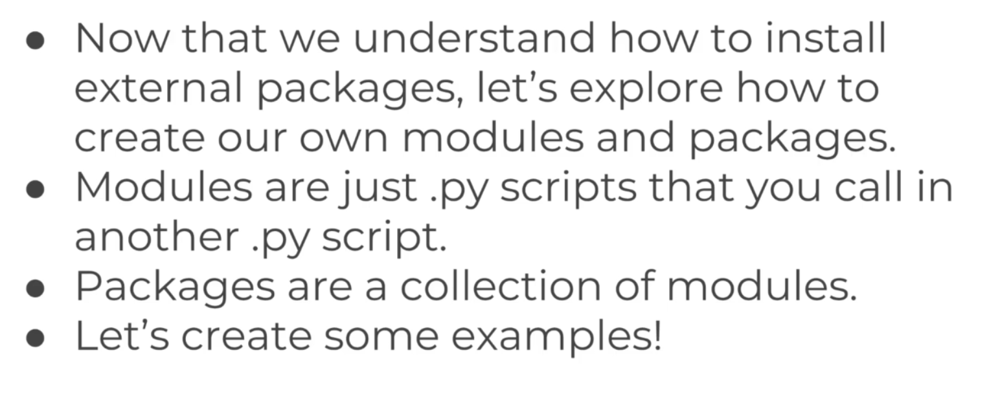 ● Now that we understand how to install
external packages, let’s explore how to
create our own modules and packages.
● Modules are just .py scripts that you call in
another .py script.
● Packages are a collection of modules.
● Let’s create some examples!